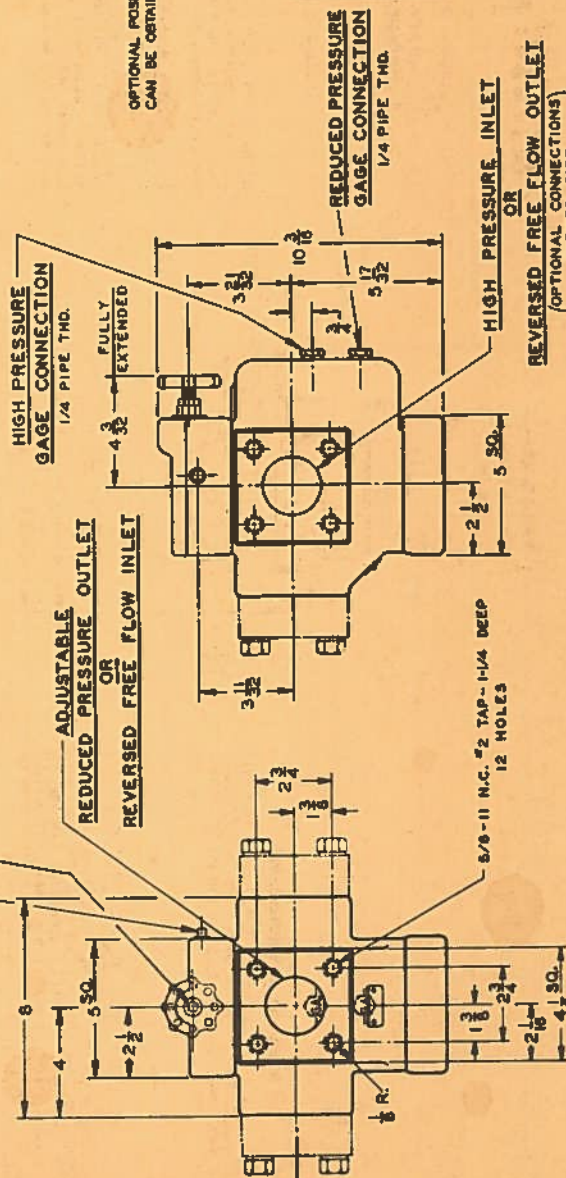 OPTIONAL POS
CAN BE OBTAI
HIGH PRESSURE
GAGE CONNECTION
1/4 PIPE THD.
FULLY
EXTENDED
4 3/32
3 21/32
10 3/16
5 17/32
3/4
REDUCED PRESSURE
GAGE CONNECTION
1/4 PIPE THD.
HIGH PRESSURE INLET
OR
REVERSED FREE FLOW OUTLET
(OPTIONAL CONNECTIONS)
2 1/2
5 SQ.
3 11/32
ADJUSTABLE
REDUCED PRESSURE OUTLET
OR
REVERSED FREE FLOW INLET
8
4
5 SQ.
2 1/2
2 3/4
1 3/8
5/8-11 N.C. #2 TAP-1-1/4 DEEP
12 HOLES
1/8 R.
1 3/8
2 3/4
2 1/16
SQ.